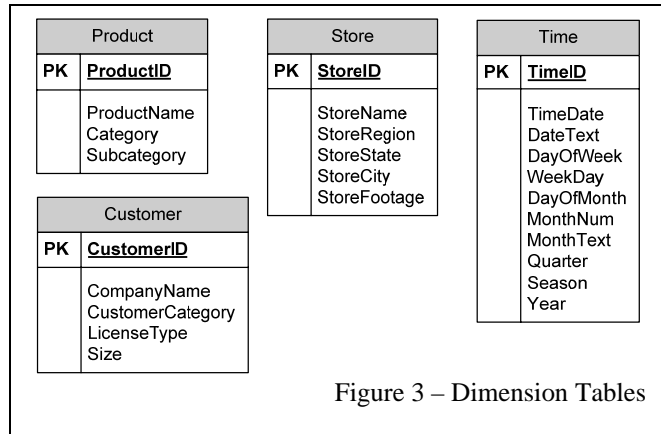 Product
PK ProductID
ProductName
Category
Subcategory
Customer
PK CustomerID
CompanyName
CustomerCategory
LicenseType
Size
Store
PK StoreID
StoreName
StoreRegion
StoreState
StoreCity
StoreFootage
Time
PK TimeID
TimeDate
DateText
DayOfWeek
WeekDay
DayOfMonth
MonthNum
MonthText
Quarter
Season
Year
Figure 3 – Dimension Tables